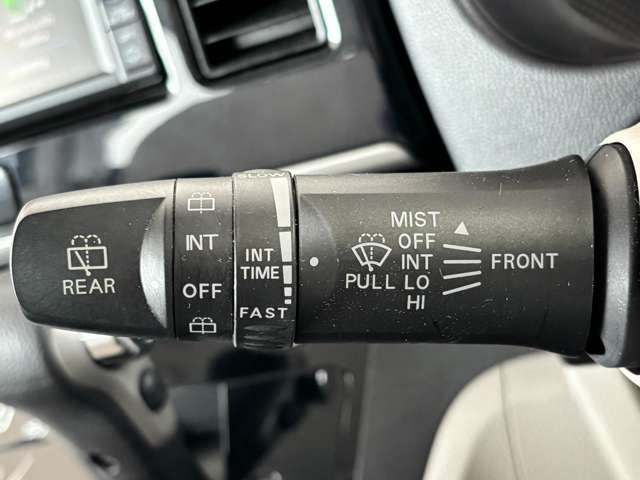 REAR
INT
OFF
SLOW
INT
TIME
FAST
PULL
MIST
OFF
INT
LO
HI
FRONT